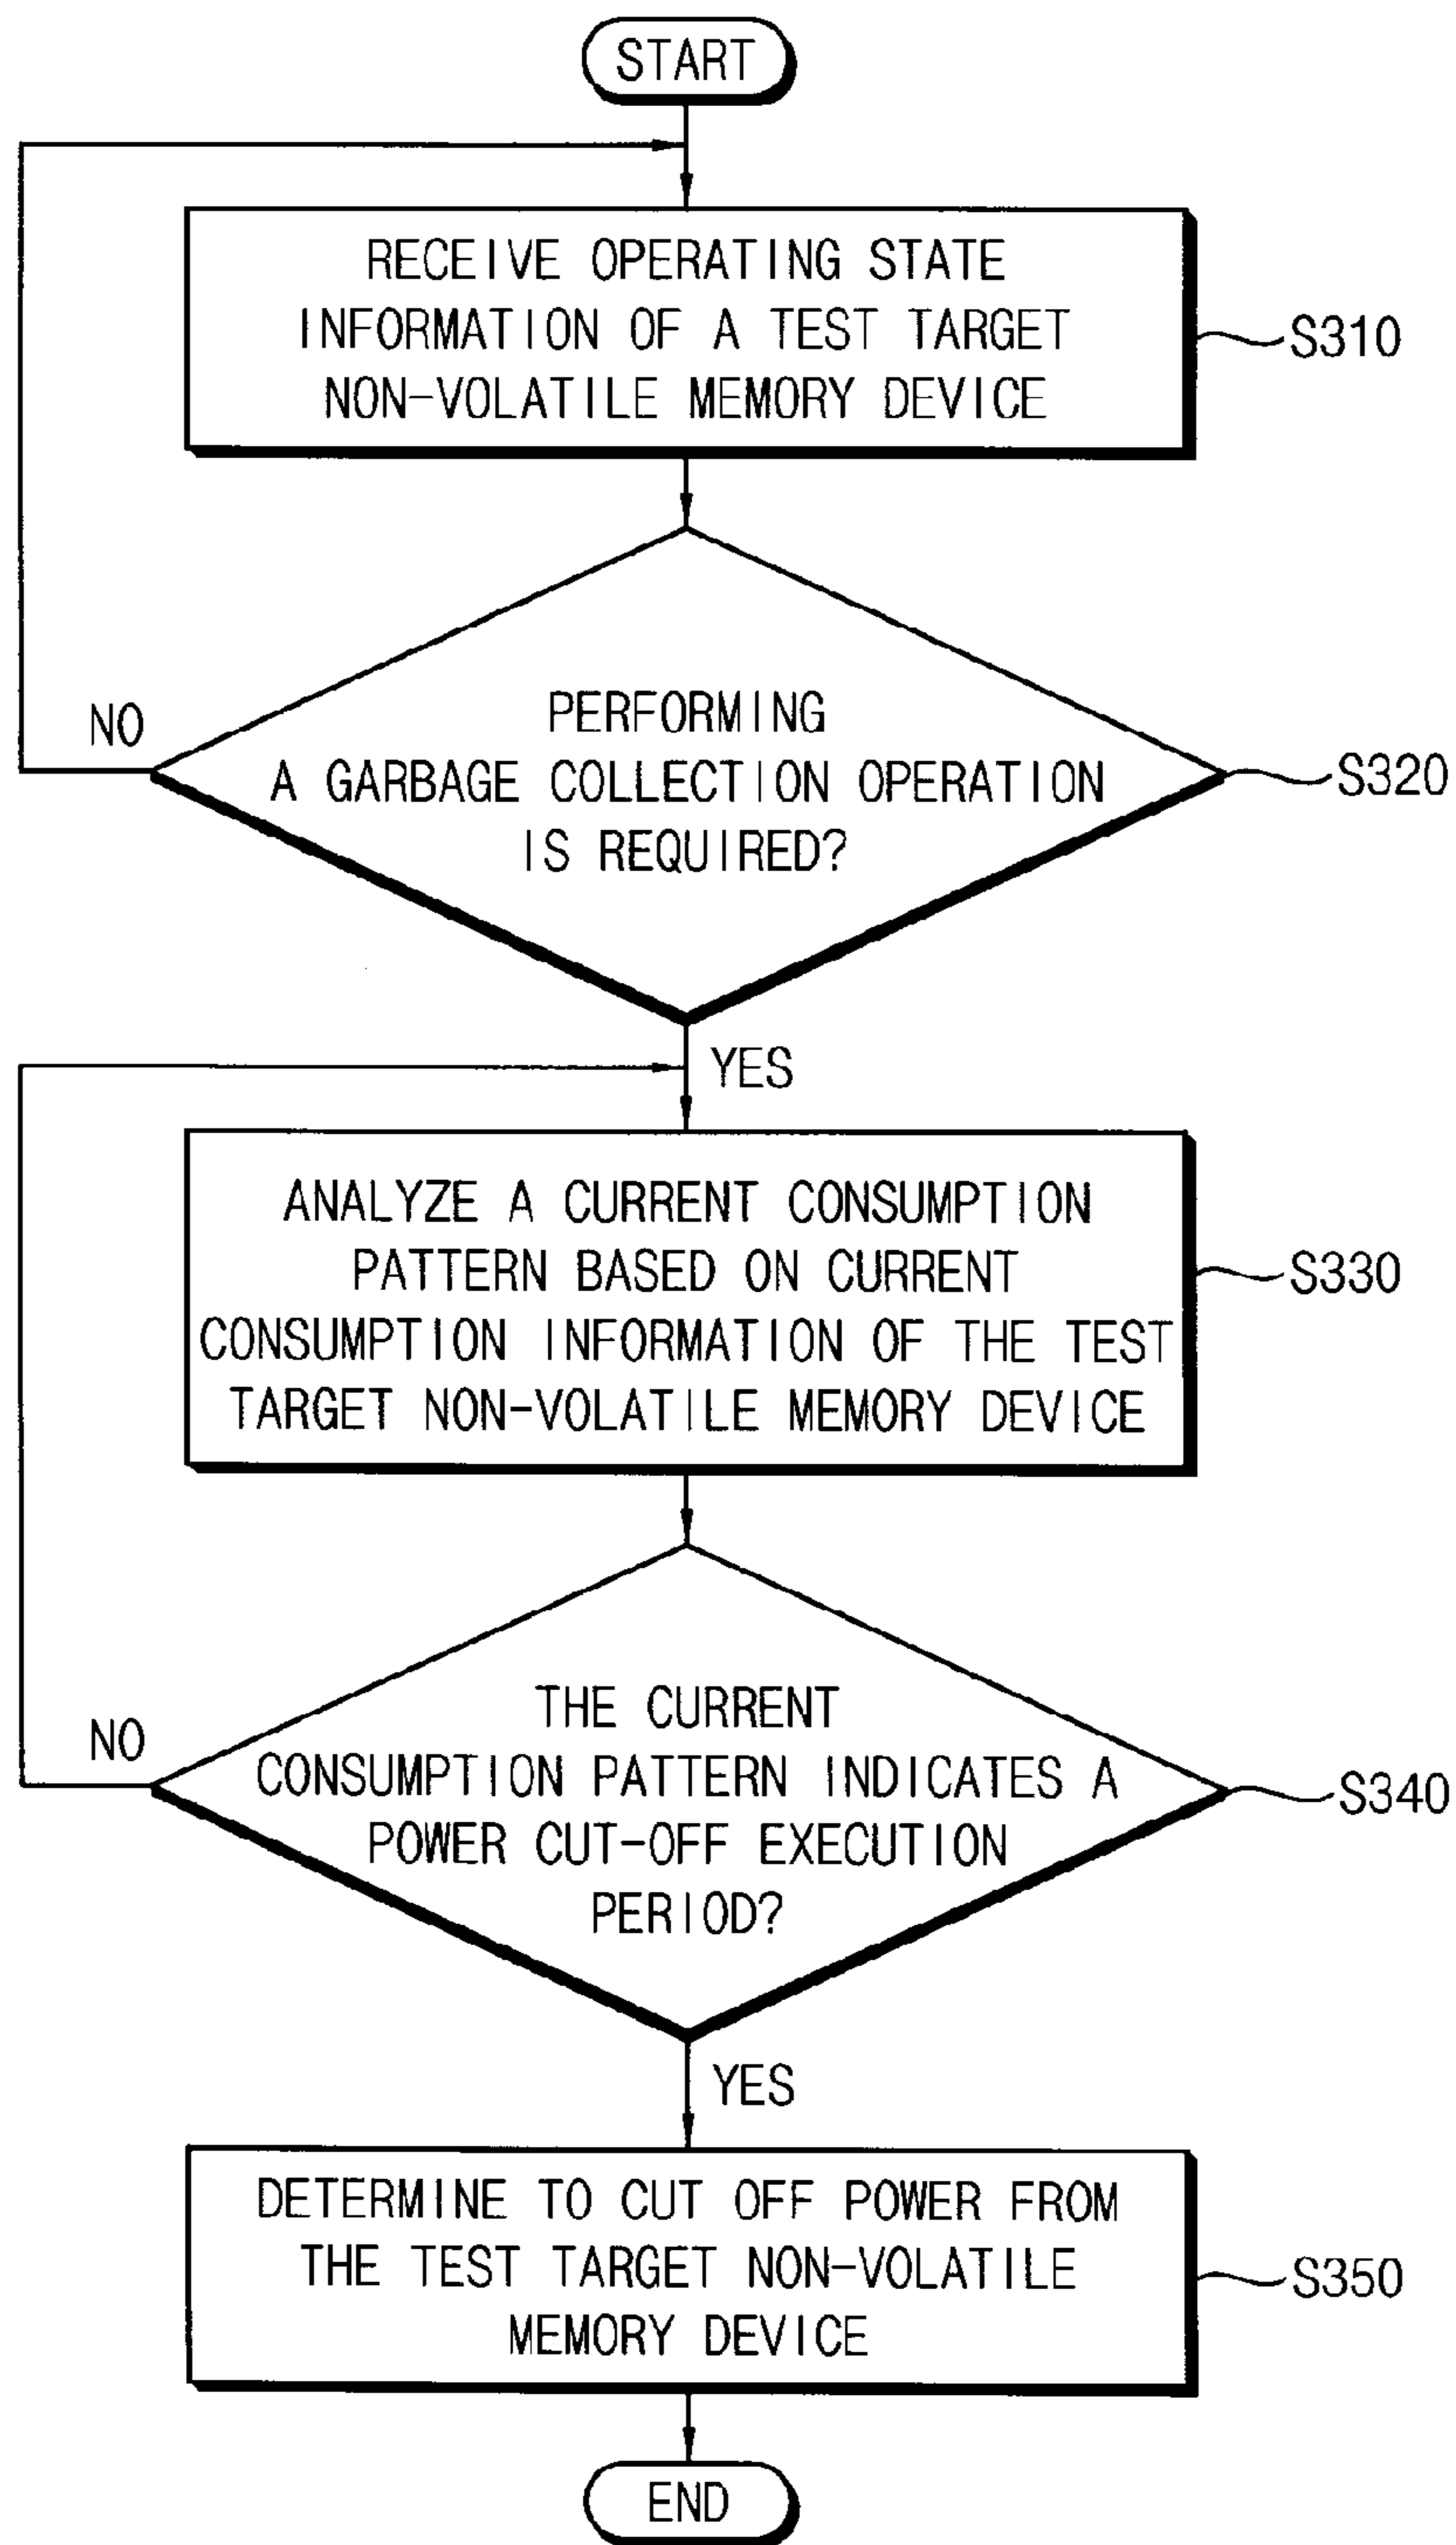 START
RECEIVE OPERATING STATE
INFORMATION OF A TEST TARGET
NON-VOLATILE MEMORY DEVICE
S310
NO
PERFORMING
A GARBAGE COLLECTION OPERATION
IS REQUIRED?
S320
YES
ANALYZE A CURRENT CONSUMPTION
PATTERN BASED ON CURRENT
CONSUMPTION INFORMATION OF THE TEST
TARGET NON-VOLATILE MEMORY DEVICE
S330
NO
THE CURRENT
CONSUMPTION PATTERN INDICATES A
POWER CUT-OFF EXECUTION
PERIOD?
S340
YES
DETERMINE TO CUT OFF POWER FROM
THE TEST TARGET NON-VOLATILE
MEMORY DEVICE
S350
END